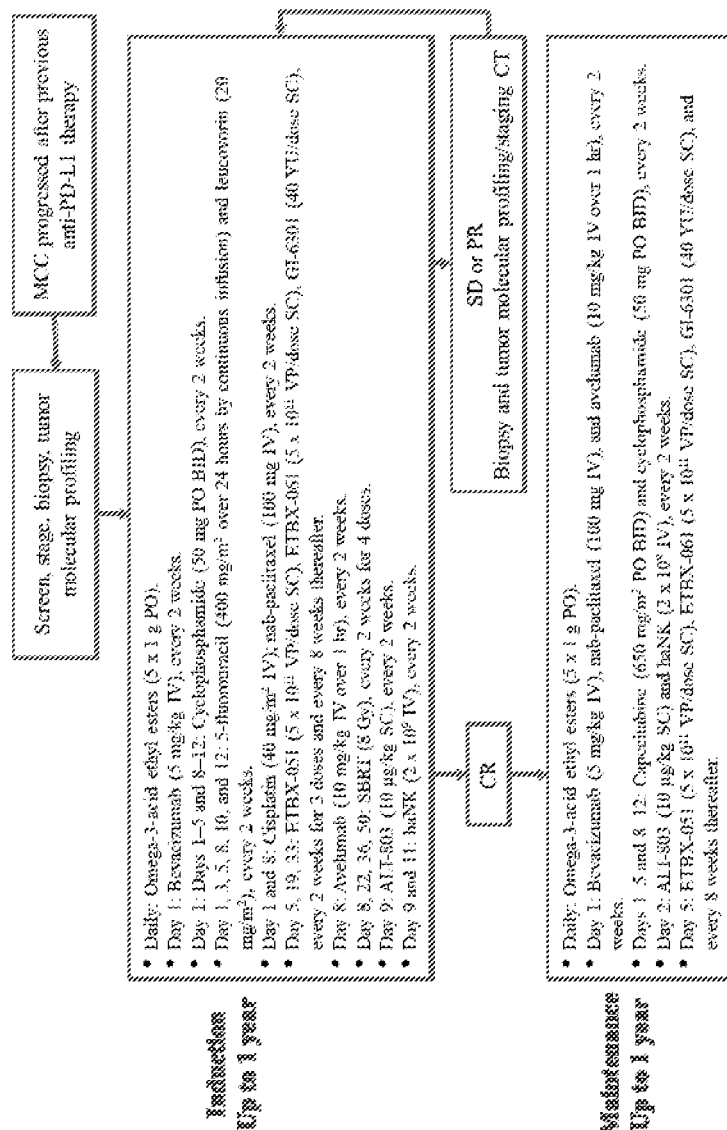 MCC progressed after previous
anti-PD-L1 therapy
Screen, stage, biopsy, tumor
molecular profiling
Induction
Up to 1 year
• Daily: Omega-3-acid ethyl esters (5 x 1 g PO).
• Day 1: Bevacizumab (5 mg/kg IV), every 2 weeks.
• Day 1: Days 1–5 and 8–12: Cyclophosphamide (50 mg PO BID), every 2 weeks.
• Day 1, 3, 5, 8, 10, and 12: 5-fluorouracil (400 mg/m² over 24 hours by continuous infusion) and leucovorin (20
mg/m²), every 2 weeks.
• Day 1 and 8: Cisplatin (40 mg/m² IV); nab-paclitaxel (100 mg IV), every 2 weeks.
• Day 5, 19, 33: ETBX-051 (5 x 10¹¹ VP/dose SC), ETBX-061 (5 x 10¹¹ VP/dose SC), GI-6301 (40 YU/dose SC),
every 2 weeks for 3 doses and every 8 weeks thereafter.
• Day 8: Avelumab (10 mg/kg IV over 1 hr), every 2 weeks.
• Day 8, 22, 36, 50: SBRT (8 Gy), every 2 weeks for 4 doses.
• Day 9: ALT-803 (10 µg/kg SC), every 2 weeks.
• Day 9 and 11: haNK (2 x 10⁹ IV), every 2 weeks.
CR
SD or PR
Biopsy and tumor molecular profiling/staging CT
Maintenance
Up to 1 year
• Daily: Omega-3-acid ethyl esters (5 x 1 g PO).
• Day 1: Bevacizumab (5 mg/kg IV), nab-paclitaxel (100 mg IV), and avelumab (10 mg/kg IV over 1 hr), every 2
weeks.
• Days 1–5 and 8–12: Capecitabine (650 mg/m² PO BID) and cyclophosphamide (50 mg PO BID), every 2 weeks.
• Day 2: ALT-803 (10 µg/kg SC) and haNK (2 x 10⁹ IV), every 2 weeks.
• Day 5: ETBX-051 (5 x 10¹¹ VP/dose SC), ETBX-061 (5 x 10¹¹ VP/dose SC), GI-6301 (40 YU/dose SC), and
every 8 weeks thereafter.